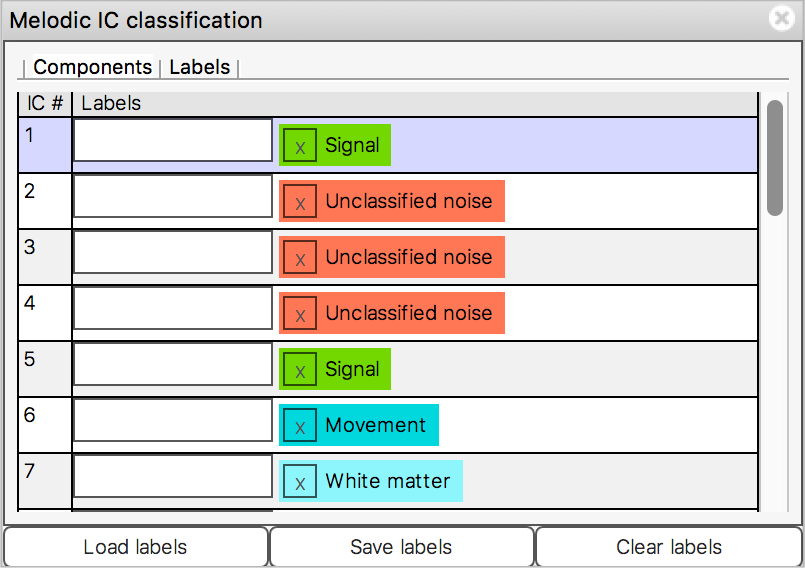 Melodic IC classification
Components Labels
IC # Labels
1 x Signal
2 x Unclassified noise
3 x Unclassified noise
4 x Unclassified noise
5 x Signal
6 x Movement
7 x White matter
Load labels Save labels Clear labels